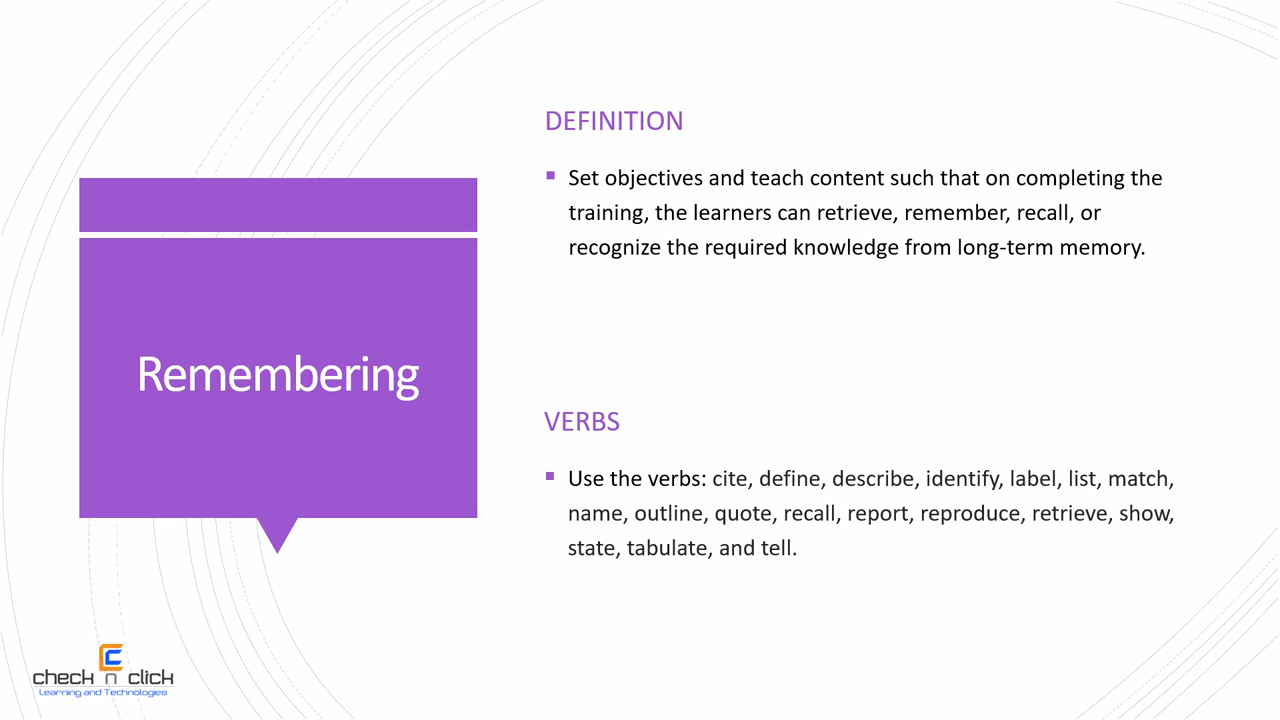 Remembering
DEFINITION
▪ Set objectives and teach content such that on completing the
training, the learners can retrieve, remember, recall, or
recognize the required knowledge from long-term memory.
VERBS
▪ Use the verbs: cite, define, describe, identify, label, list, match,
name, outline, quote, recall, report, reproduce, retrieve, show,
state, tabulate, and tell.
check n click
Learning and Technologies